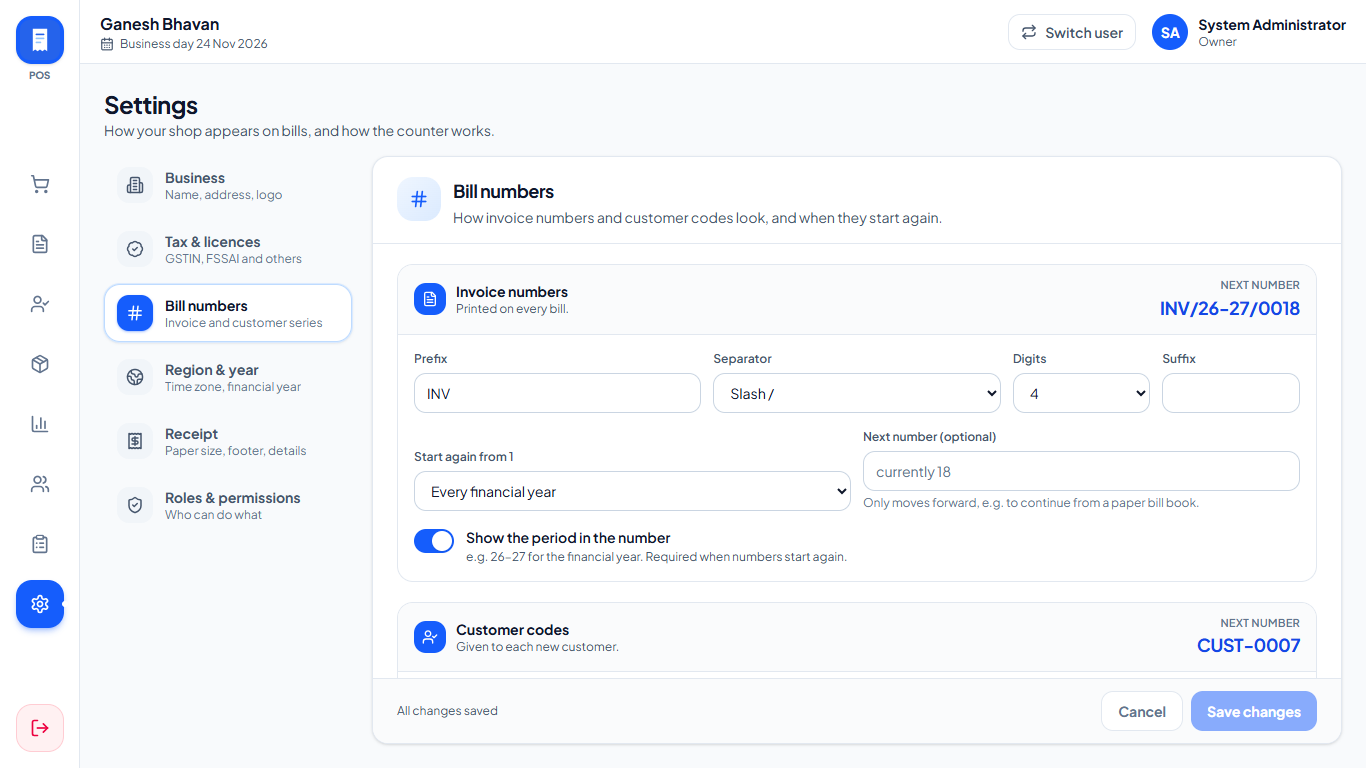 POS
Ganesh Bhavan
Business day 24 Nov 2026
Switch user
SA
System Administrator
Owner
Settings
How your shop appears on bills, and how the counter works.
Business
Name, address, logo
Tax & licences
GSTIN, FSSAI and others
Bill numbers
Invoice and customer series
Region & year
Time zone, financial year
Receipt
Paper size, footer, details
Roles & permissions
Who can do what
Bill numbers
How invoice numbers and customer codes look, and when they start again.
Invoice numbers
Printed on every bill.
NEXT NUMBER
INV/26-27/0018
Prefix
INV
Separator
Slash /
Digits
4
Suffix
Start again from 1
Every financial year
Next number (optional)
currently 18
Only moves forward, e.g. to continue from a paper bill book.
Show the period in the number
e.g. 26–27 for the financial year. Required when numbers start again.
Customer codes
Given to each new customer.
NEXT NUMBER
CUST-0007
All changes saved
Cancel
Save changes